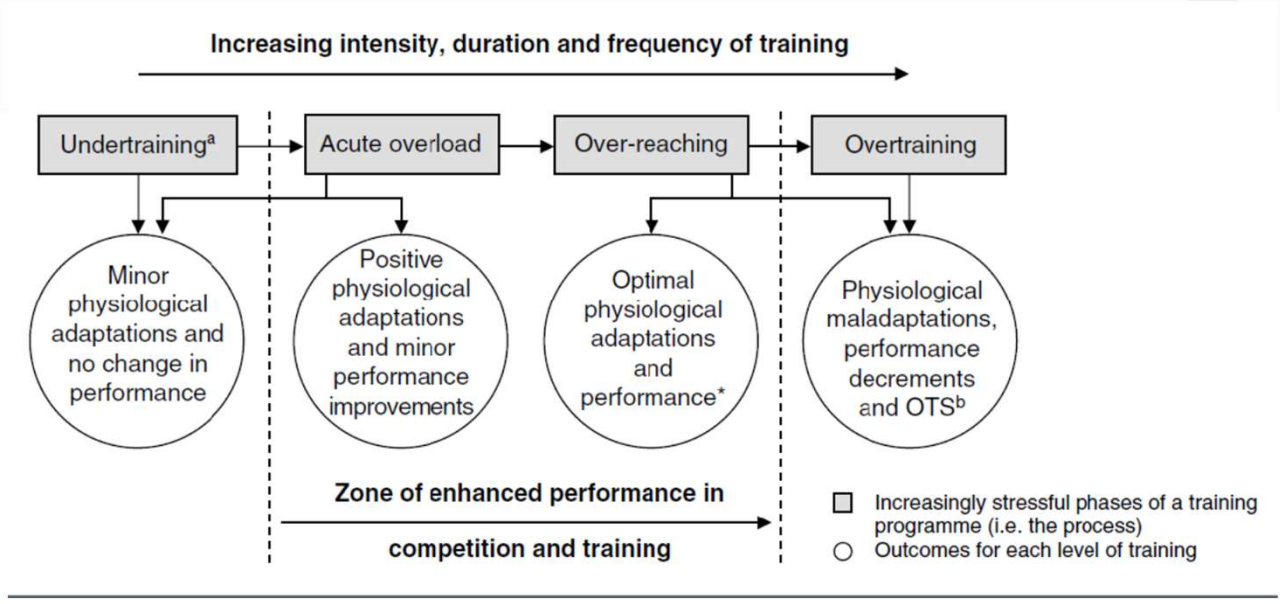 Increasing intensity, duration and frequency of training
Undertrainingᵃ
Acute overload
Over-reaching
Overtraining
Minor
physiological
adaptations and
no change in
performance
Positive
physiological
adaptations
and minor
performance
improvements
Optimal
physiological
adaptations
and
performance*
Physiological
maladaptations,
performance
decrements
and OTSᵇ
Zone of enhanced performance in
competition and training
Increasingly stressful phases of a training
programme (i.e. the process)
Outcomes for each level of training